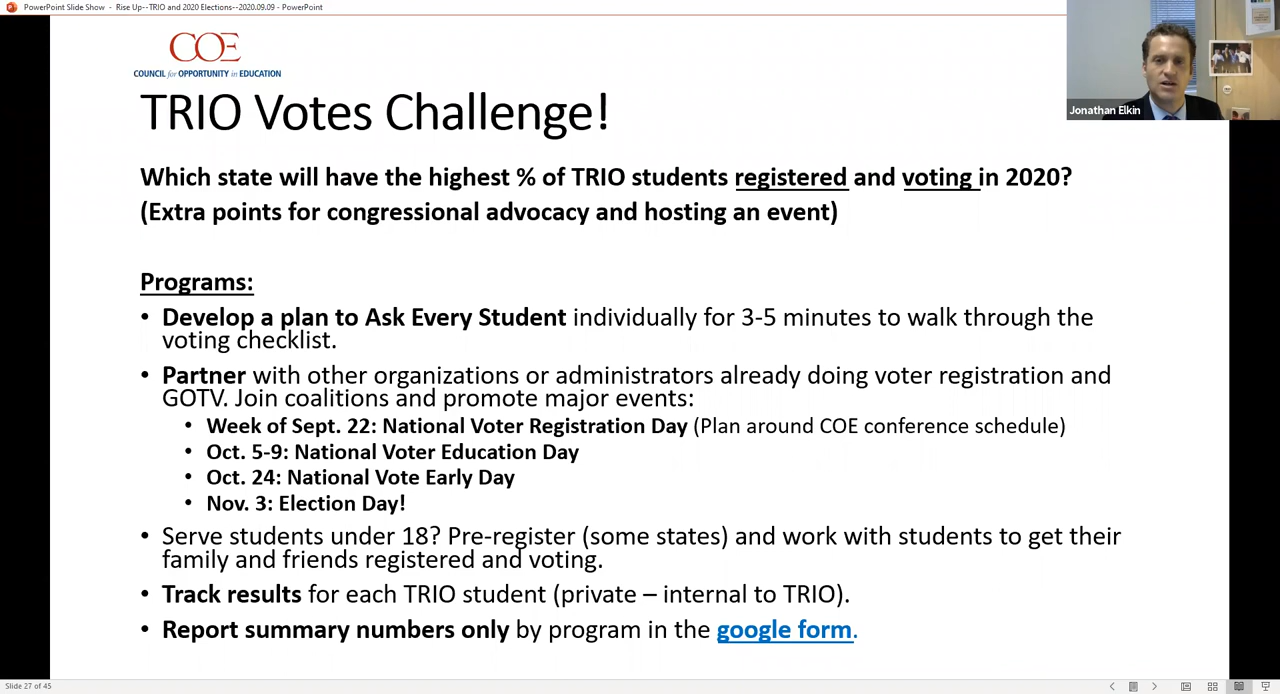 PowerPoint Slide Show - Rise Up--TRIO and 2020 Elections--2020.09.09 - PowerPoint
COE
COUNCIL for OPPORTUNITY in EDUCATION
Jonathan Elkin
TRIO Votes Challenge!
Which state will have the highest % of TRIO students registered and voting in 2020?
(Extra points for congressional advocacy and hosting an event)
Programs:
• Develop a plan to Ask Every Student individually for 3-5 minutes to walk through the
voting checklist.
• Partner with other organizations or administrators already doing voter registration and
GOTV. Join coalitions and promote major events:
• Week of Sept. 22: National Voter Registration Day (Plan around COE conference schedule)
• Oct. 5-9: National Voter Education Day
• Oct. 24: National Vote Early Day
• Nov. 3: Election Day!
• Serve students under 18? Pre-register (some states) and work with students to get their
family and friends registered and voting.
• Track results for each TRIO student (private – internal to TRIO).
• Report summary numbers only by program in the google form.
Slide 27 of 45